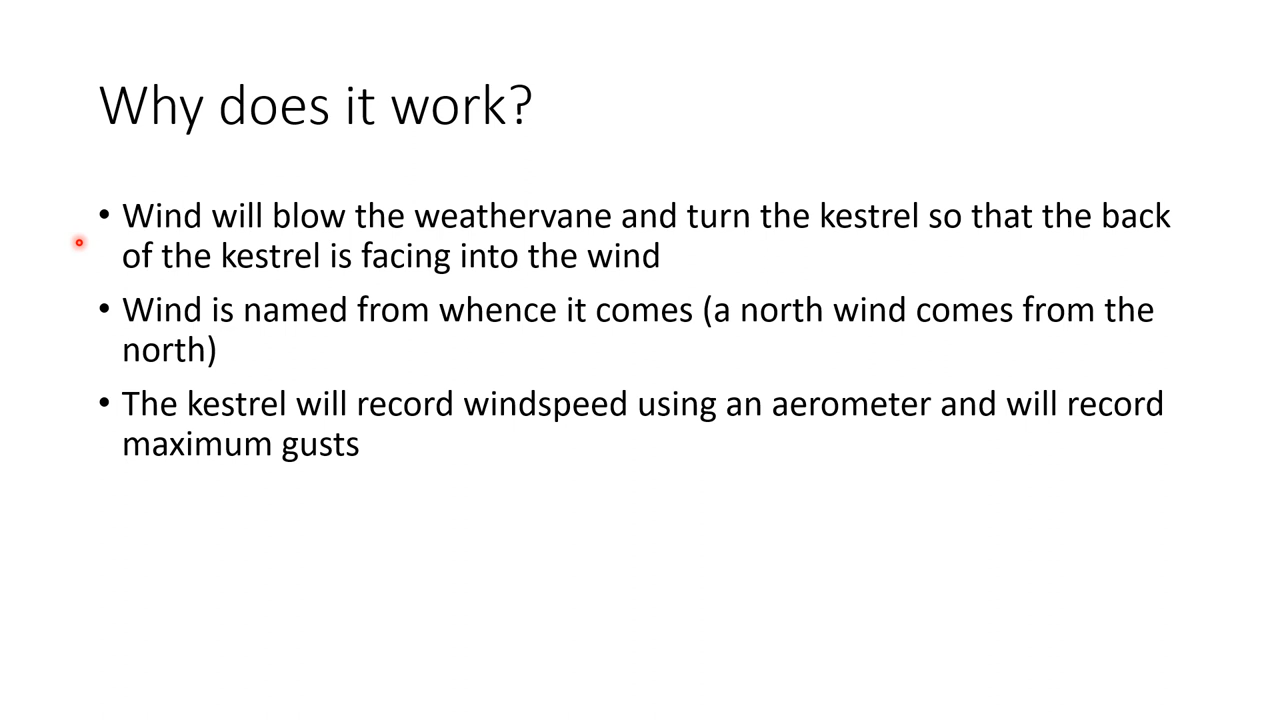 Why does it work?
• Wind will blow the weathervane and turn the kestrel so that the back
of the kestrel is facing into the wind
• Wind is named from whence it comes (a north wind comes from the
north)
• The kestrel will record windspeed using an aerometer and will record
maximum gusts